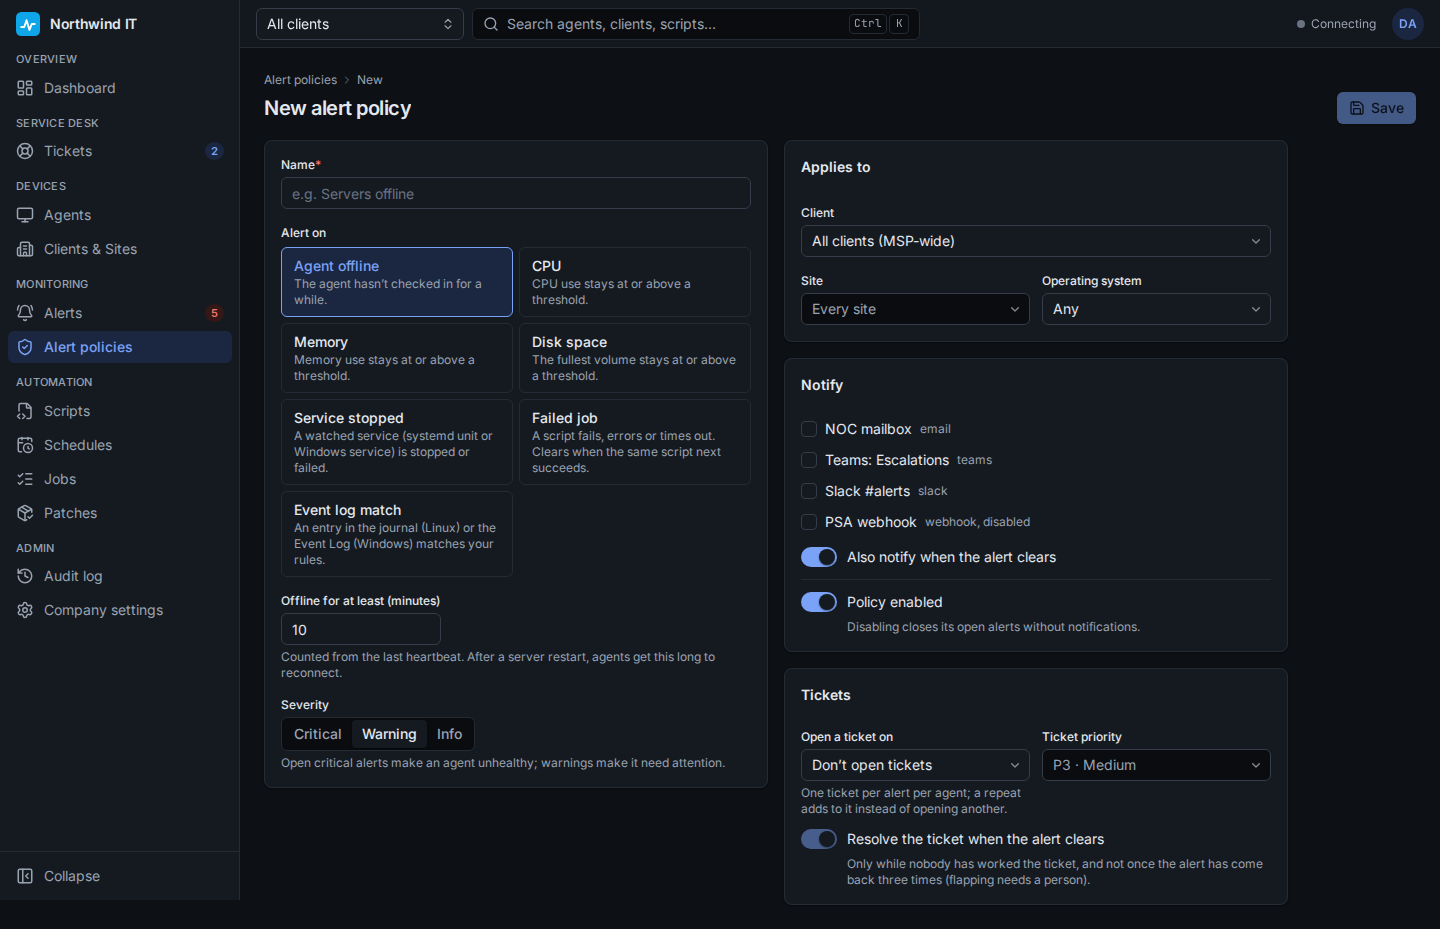 Northwind IT
OVERVIEW
Dashboard
SERVICE DESK
Tickets 2
DEVICES
Agents
Clients & Sites
MONITORING
Alerts 5
Alert policies
AUTOMATION
Scripts
Schedules
Jobs
Patches
ADMIN
Audit log
Company settings
Collapse
All clients
Search agents, clients, scripts...
Ctrl K
Connecting
DA
Alert policies > New
New alert policy
Save
Name*
e.g. Servers offline
Alert on
Agent offline
The agent hasn’t checked in for a
while.
CPU
CPU use stays at or above a
threshold.
Memory
Memory use stays at or above a
threshold.
Disk space
The fullest volume stays at or above
a threshold.
Service stopped
A watched service (systemd unit or
Windows service) is stopped or
failed.
Failed job
A script fails, errors or times out.
Clears when the same script next
succeeds.
Event log match
An entry in the journal (Linux) or the
Event Log (Windows) matches your
rules.
Offline for at least (minutes)
10
Counted from the last heartbeat. After a server restart, agents get this long to
reconnect.
Severity
Critical Warning Info
Open critical alerts make an agent unhealthy; warnings make it need attention.
Applies to
Client
All clients (MSP-wide)
Site
Every site
Operating system
Any
Notify
NOC mailbox email
Teams: Escalations teams
Slack #alerts slack
PSA webhook webhook, disabled
Also notify when the alert clears
Policy enabled
Disabling closes its open alerts without notifications.
Tickets
Open a ticket on
Don’t open tickets
One ticket per alert per agent; a repeat
adds to it instead of opening another.
Ticket priority
P3 · Medium
Resolve the ticket when the alert clears
Only while nobody has worked the ticket, and not once the alert has come
back three times (flapping needs a person).